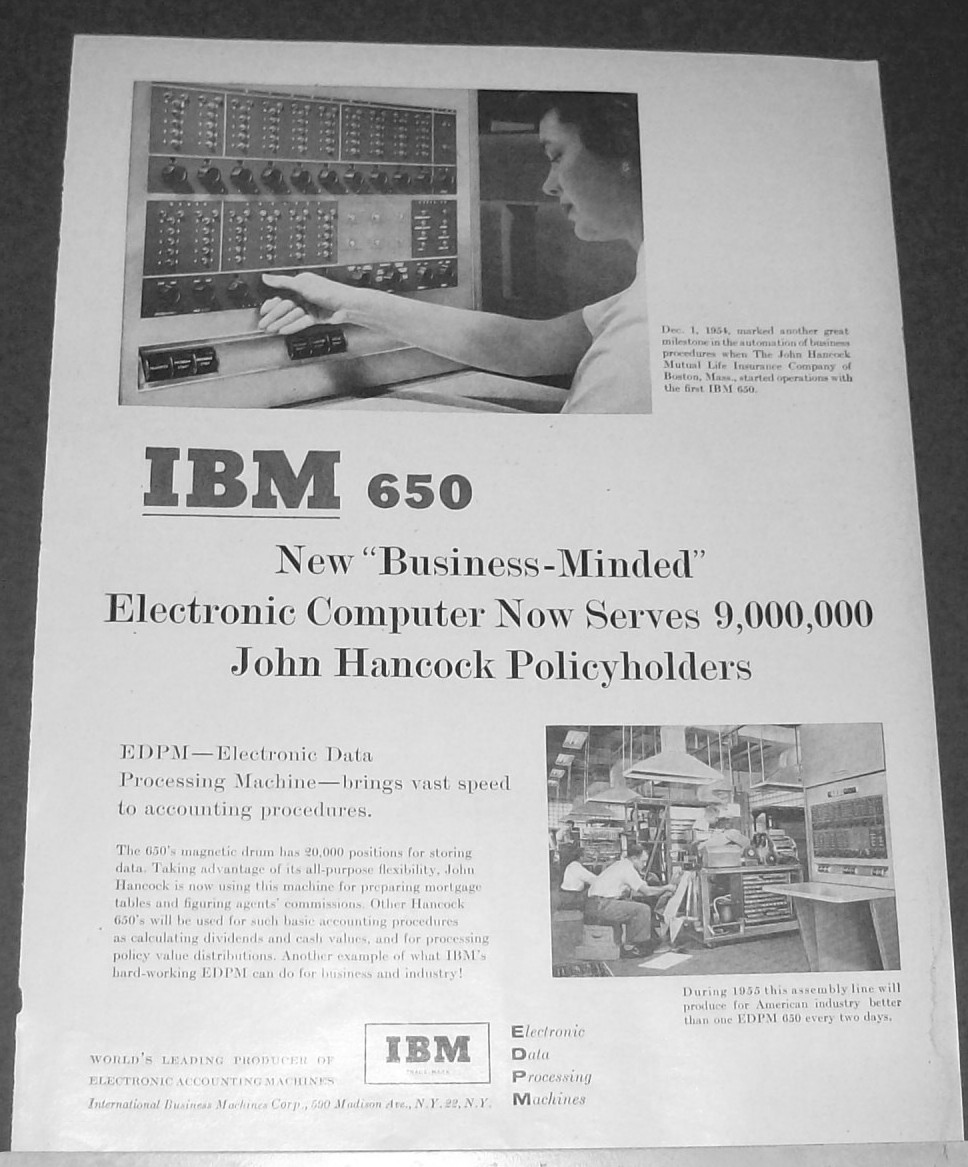 Dec. 1, 1954, marked another great
milestone in the automation of business
procedures when The John Hancock
Mutual Life Insurance Company of
Boston, Mass., started operations with
the first IBM 650.
IBM 650
New “Business-Minded”
Electronic Computer Now Serves 9,000,000
John Hancock Policyholders
EDPM—Electronic Data
Processing Machine—brings vast speed
to accounting procedures.
The 650's magnetic drum has 20,000 positions for storing
data. Taking advantage of its all-purpose flexibility, John
Hancock is now using this machine for preparing mortgage
tables and figuring agents' commissions. Other Hancock
650's will be used for such basic accounting procedures
as calculating dividends and cash values, and for processing
policy value distributions. Another example of what IBM's
hard-working EDPM can do for business and industry!
During 1955 this assembly line will
produce for American industry better
than one EDPM 650 every two days.
WORLD'S LEADING PRODUCER OF
ELECTRONIC ACCOUNTING MACHINES
International Business Machines Corp., 590 Madison Ave., N.Y. 22, N.Y.
IBM
TRADE MARK
Electronic
Data
Processing
Machines